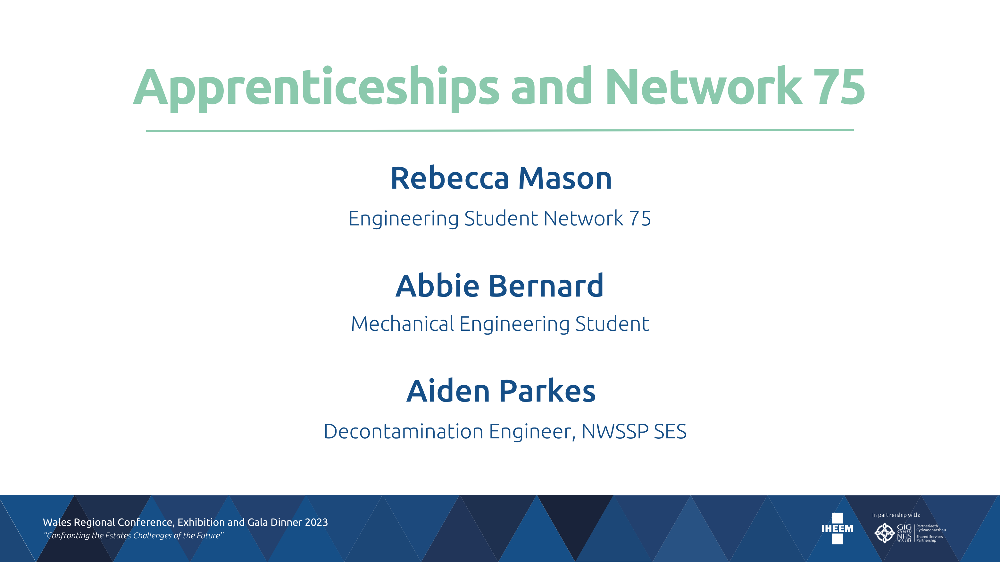 Apprenticeships and Network 75
Rebecca Mason
Engineering Student Network 75
Abbie Bernard
Mechanical Engineering Student
Aiden Parkes
Decontamination Engineer, NWSSP SES
Wales Regional Conference, Exhibition and Gala Dinner 2023
"Confronting the Estates Challenges of the Future"
IHEEM
In partnership with:
GIG
CYMRU
NHS
WALES
Partneriaeth
Cydwasanaethau
Shared Services
Partnership